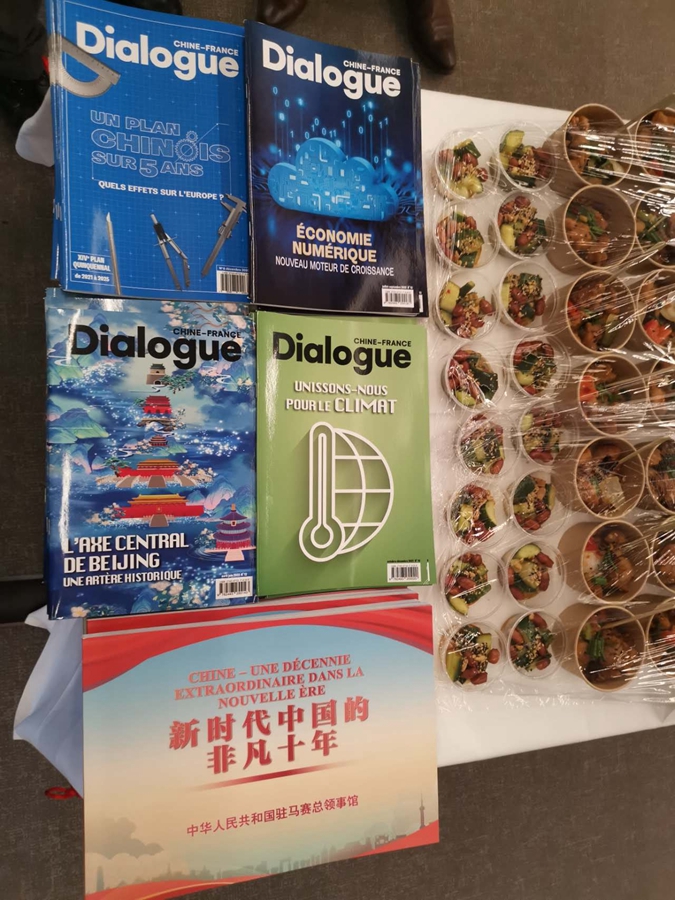 CHINE–FRANCE
Dialogue
UN PLAN
CHINOIS
SUR 5 ANS
QUELS EFFETS SUR L'EUROPE ?
XIVᵉ PLAN
QUINQUENNAL
de 2021 à 2025
CHINE–FRANCE
Dialogue
ÉCONOMIE
NUMÉRIQUE
NOUVEAU MOTEUR DE CROISSANCE
CHINE–FRANCE
Dialogue
L'AXE CENTRAL
DE BEIJING
UNE ARTÈRE HISTORIQUE
CHINE–FRANCE
Dialogue
UNISSONS-NOUS
POUR LE CLIMAT
CHINE – UNE DÉCENNIE
EXTRAORDINAIRE DANS LA
NOUVELLE ÈRE
新时代中国的
非凡十年
中华人民共和国驻马赛总领事馆